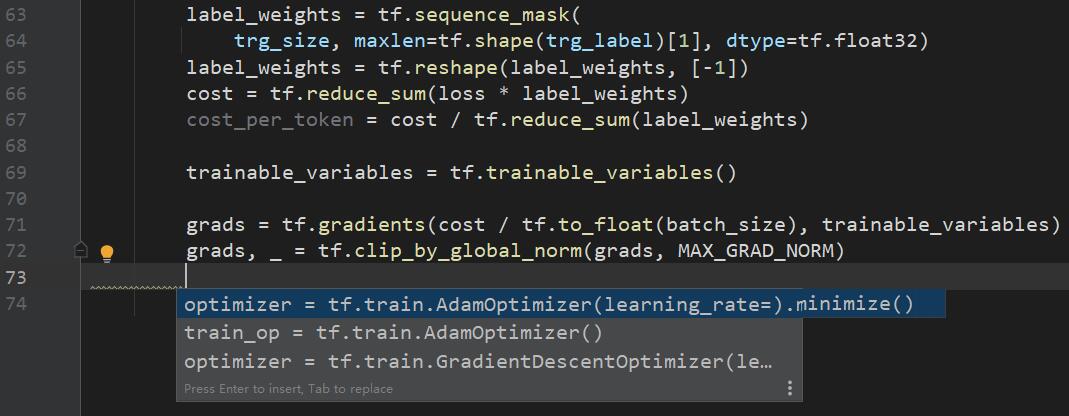 63 label_weights = tf.sequence_mask(
64 trg_size, maxlen=tf.shape(trg_label)[1], dtype=tf.float32)
65 label_weights = tf.reshape(label_weights, [-1])
66 cost = tf.reduce_sum(loss * label_weights)
67 cost_per_token = cost / tf.reduce_sum(label_weights)
68
69 trainable_variables = tf.trainable_variables()
70
71 grads = tf.gradients(cost / tf.to_float(batch_size), trainable_variables)
72 grads, _ = tf.clip_by_global_norm(grads, MAX_GRAD_NORM)
73
74 optimizer = tf.train.AdamOptimizer(learning_rate=).minimize()
train_op = tf.train.AdamOptimizer()
optimizer = tf.train.GradientDescentOptimizer(le…
Press Enter to insert, Tab to replace